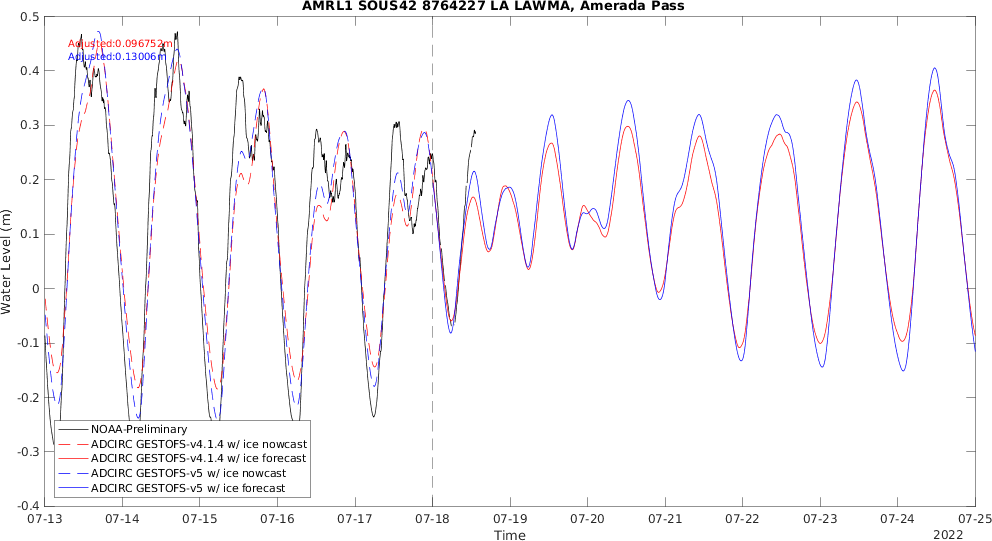 AMRL1 SOUS42 8764227 LA LAWMA, Amerada Pass
Adjusted:0.096752m
Adjusted:0.13006m
Water Level (m)
0.5
0.4
0.3
0.2
0.1
0
-0.1
-0.2
-0.3
-0.4
NOAA-Preliminary
ADCIRC GESTOFS-v4.1.4 w/ ice nowcast
ADCIRC GESTOFS-v4.1.4 w/ ice forecast
ADCIRC GESTOFS-v5 w/ ice nowcast
ADCIRC GESTOFS-v5 w/ ice forecast
07-13 07-14 07-15 07-16 07-17 07-18 07-19 07-20 07-21 07-22 07-23 07-24 07-25
Time
2022